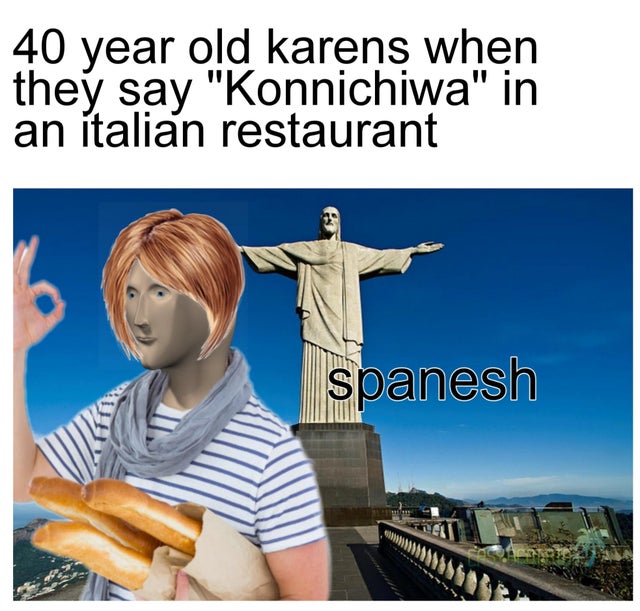 40 year old karens when
they say "Konnichiwa" in
an italian restaurant
spanesh